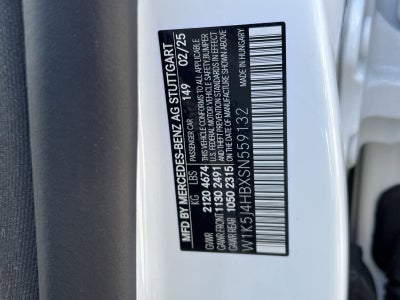 MFD BY MERCEDES-BENZ AG STUTTGART
PASSENGER CAR 149 02/25
THIS VEHICLE CONFORMS TO ALL APPLICABLE
U.S. FEDERAL MOTOR VEHICLE SAFETY/BUMPER
AND THEFT PREVENTION STANDARDS IN EFFECT
ON THE DATE OF MANUFACTURE SHOWN ABOVE
KG LBS
GVWR 2120 4674
GAWR FRONT 1130 2491
GAWR 1050 2315
W1K5J4HBXSN559132
MADE IN HUNGARY